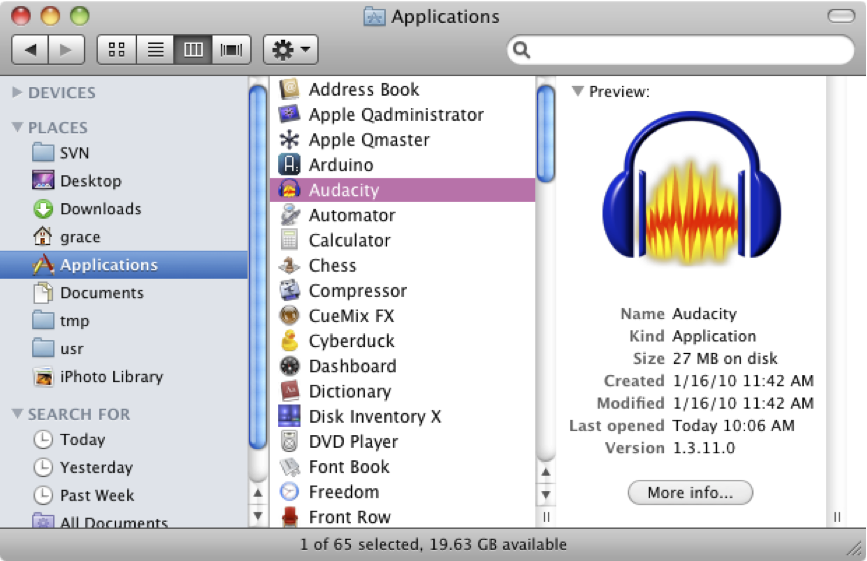 Applications
DEVICES
PLACES
SVN
Desktop
Downloads
grace
Applications
Documents
tmp
usr
iPhoto Library
SEARCH FOR
Today
Yesterday
Past Week
All Documents
Address Book
Apple Qadministrator
Apple Qmaster
Arduino
Audacity
Automator
Calculator
Chess
Compressor
CueMix FX
Cyberduck
Dashboard
Dictionary
Disk Inventory X
DVD Player
Font Book
Freedom
Front Row
Preview:
Name Audacity
Kind Application
Size 27 MB on disk
Created 1/16/10 11:42 AM
Modified 1/16/10 11:42 AM
Last opened Today 10:06 AM
Version 1.3.11.0
More info...
1 of 65 selected, 19.63 GB available